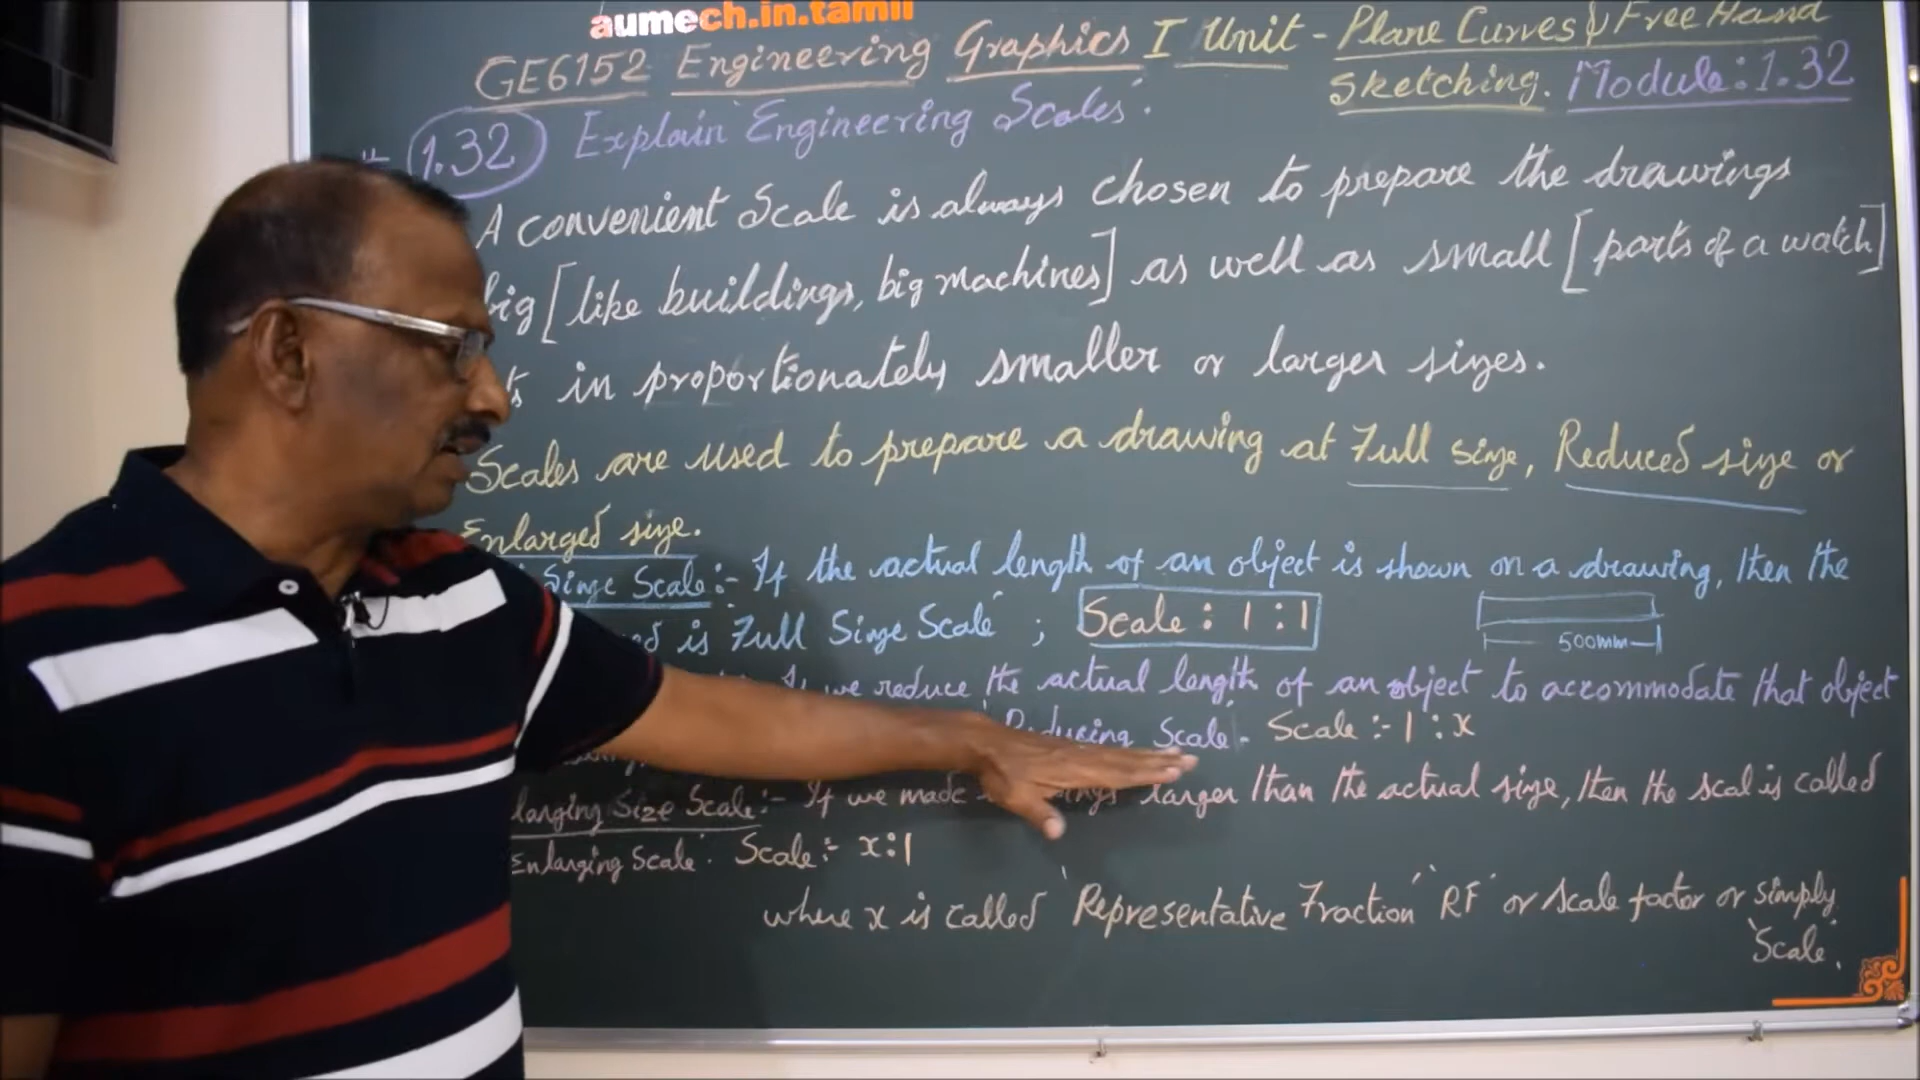 aumech.in.tamil
GE6152 Engineering Graphics I Unit - Plane Curves & Free Hand
Sketching. Module: 1.32
1.32 Explain 'Engineering Scales'.
A convenient Scale is always chosen to prepare the drawings
big [like buildings, big machines] as well as small [parts of a watch]
in proportionately smaller or larger sizes.
Scales are used to prepare a drawing at Full size, Reduced size or
Enlarged size.
Singe Scale:- If the actual length of an object is shown on a drawing, then the
is 'Full Singe Scale' ; Scale : 1 : 1
500mm
we reduce the actual length of an object to accommodate that object
Reducing Scale'- Scale :- 1 : x
Size Scale:- If we made larger than the actual size, then the scal is called
Enlarging Scale'. Scale:- x:1
where x is called 'Representative Fraction' 'RF' or scale factor or simply
'Scale'.